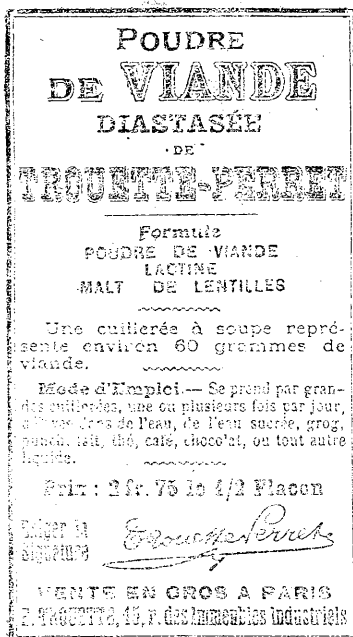 POUDRE
DE VIANDE
DIASTASÉE
DE
TROUETTE-PERRET
Formule
POUDRE DE VIANDE
LACTINE
MALT DE LENTILLES
Une cuillerée à soupe repré-
sente environ 60 grammes de
viande.
Mode d'Emploi.— Se prend par gran-
des cuillerées, une ou plusieurs fois par jour,
dans de l'eau, de l'eau sucrée, grog,
punch, lait, thé, café, chocolat, ou tout autre
liquide.
Prix : 2 fr. 75 le 1/2 Flacon
Exiger la
Signature
Trouette Perret
VENTE EN GROS A PARIS
E. TROUETTE, 15, r. des Immeubles Industriels